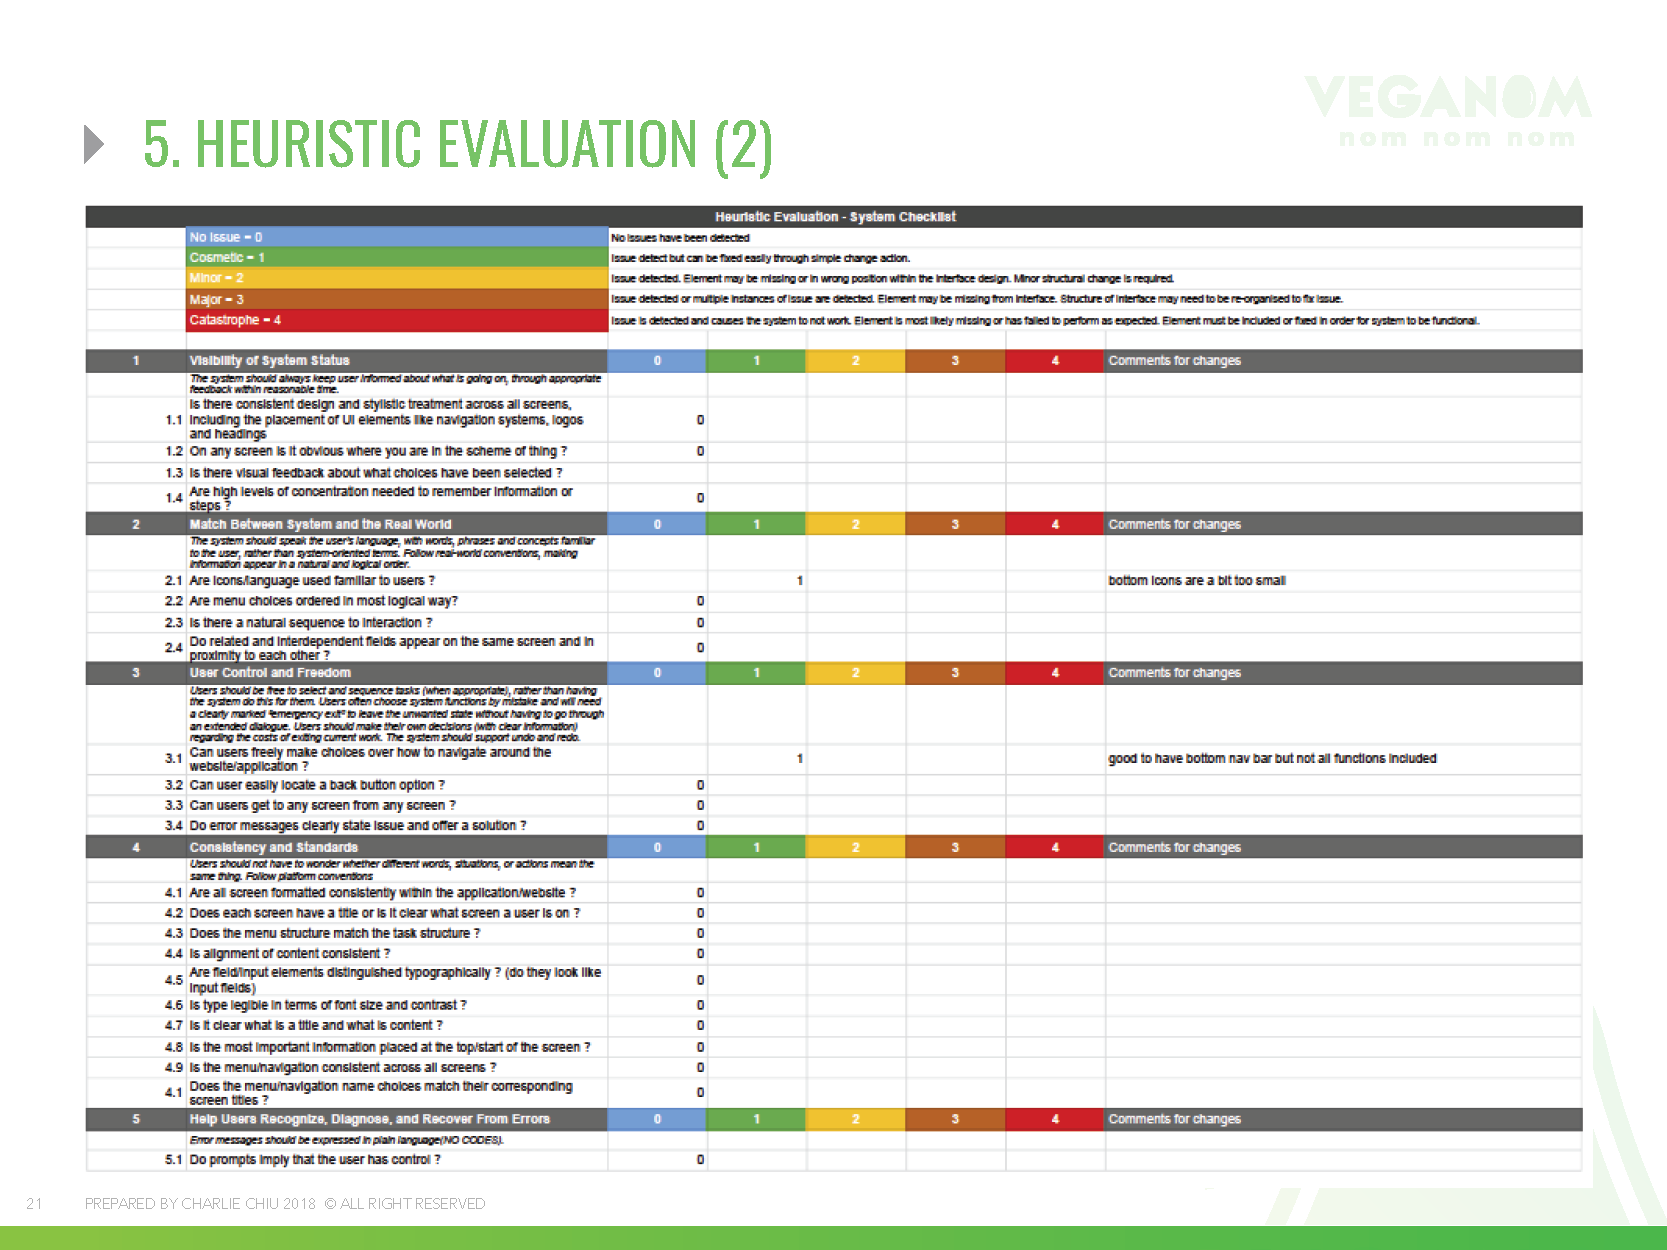 VEGANOM
nom nom nom
5. HEURISTIC EVALUATION (2)
Heuristic Evaluation - System Checklist
No Issue = 0 No issues have been detected
Cosmetic = 1 Issue detect but can be fixed easily through simple change action.
Minor = 2 Issue detected. Element may be missing or in wrong position within the interface design. Minor structural change is required.
Major = 3 Issue detected or multiple instances of issue are detected. Element may be missing from interface. Structure of interface may need to be re-organised to fix issue.
Catastrophe = 4 Issue is detected and causes the system to not work. Element is most likely missing or has failed to perform as expected. Element must be included or fixed in order for system to be functional.
1 Visibility of System Status 0 1 2 3 4 Comments for changes
The system should always keep user informed about what is going on, through appropriate
feedback within reasonable time.
Is there consistent design and stylistic treatment across all screens,
1.1 including the placement of UI elements like navigation systems, logos 0
and headings
1.2 On any screen is it obvious where you are in the scheme of thing ? 0
1.3 Is there visual feedback about what choices have been selected ?
1.4 Are high levels of concentration needed to remember information or 0
steps ?
2 Match Between System and the Real World 0 1 2 3 4 Comments for changes
The system should speak the user's language, with words, phrases and concepts familiar
to the user, rather than system-oriented terms. Follow real-world conventions, making
information appear in a natural and logical order.
2.1 Are icons/language used familiar to users ? 1 bottom icons are a bit too small
2.2 Are menu choices ordered in most logical way? 0
2.3 Is there a natural sequence to interaction ? 0
2.4 Do related and interdependent fields appear on the same screen and in 0
proximity to each other ?
3 User Control and Freedom 0 1 2 3 4 Comments for changes
Users should be free to select and sequence tasks (when appropriate), rather than having
the system do this for them. Users often choose system functions by mistake and will need
a clearly marked "emergency exit" to leave the unwanted state without having to go through
an extended dialogue. Users should make their own decisions (with clear information)
regarding the costs of exiting current work. The system should support undo and redo.
3.1 Can users freely make choices over how to navigate around the 1 good to have bottom nav bar but not all functions included
website/application ?
3.2 Can user easily locate a back button option ? 0
3.3 Can users get to any screen from any screen ? 0
3.4 Do error messages clearly state issue and offer a solution ? 0
4 Consistency and Standards 0 1 2 3 4 Comments for changes
Users should not have to wonder whether different words, situations, or actions mean the
same thing. Follow platform conventions
4.1 Are all screen formatted consistently within the application/website ? 0
4.2 Does each screen have a title or is it clear what screen a user is on ? 0
4.3 Does the menu structure match the task structure ? 0
4.4 Is alignment of content consistent ? 0
4.5 Are field/input elements distinguished typographically ? (do they look like 0
input fields)
4.6 Is type legible in terms of font size and contrast ? 0
4.7 Is it clear what is a title and what is content ? 0
4.8 Is the most important information placed at the top/start of the screen ? 0
4.9 Is the menu/navigation consistent across all screens ? 0
4.1 Does the menu/navigation name choices match their corresponding 0
screen titles ?
5 Help Users Recognize, Diagnose, and Recover From Errors 0 1 2 3 4 Comments for changes
Error messages should be expressed in plain language(NO CODES).
5.1 Do prompts imply that the user has control ? 0
21 PREPARED BY CHARLIE CHIU 2018 © ALL RIGHT RESERVED